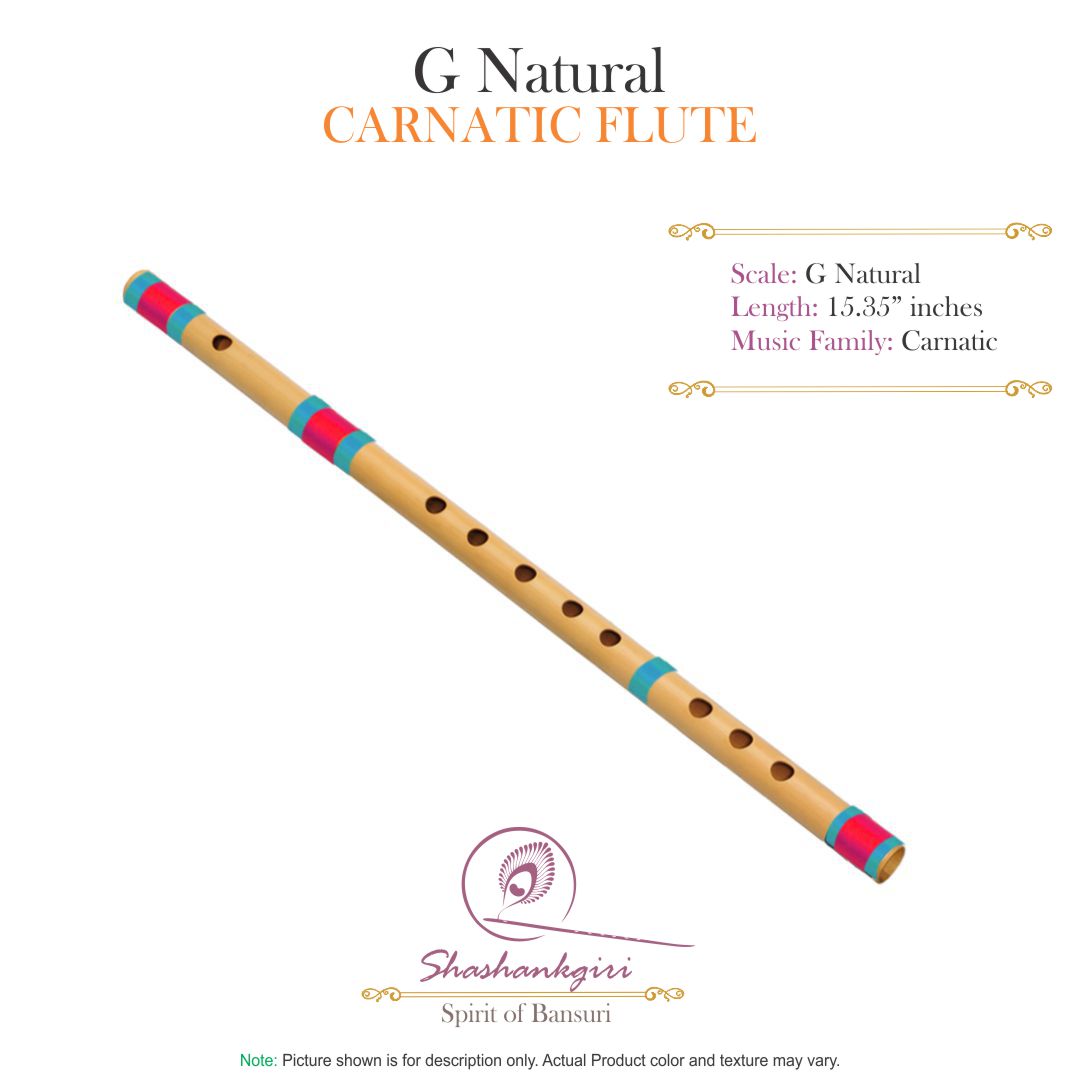 G Natural
CARNATIC FLUTE
Scale: G Natural
Length: 15.35” inches
Music Family: Carnatic
Shashankgiri
Spirit of Bansuri
Note: Picture shown is for description only. Actual Product color and texture may vary.